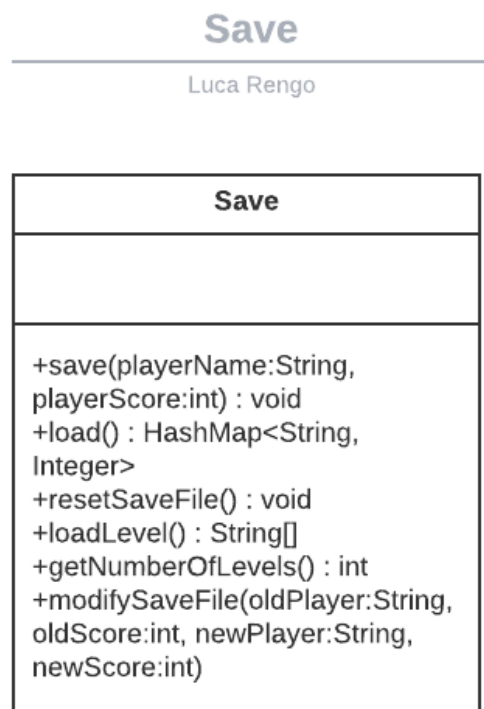 Save
Luca Rengo
Save
+save(playerName:String,
playerScore:int) : void
+load() : HashMap<String,
Integer>
+resetSaveFile() : void
+loadLevel() : String[]
+getNumberOfLevels() : int
+modifySaveFile(oldPlayer:String,
oldScore:int, newPlayer:String,
newScore:int)